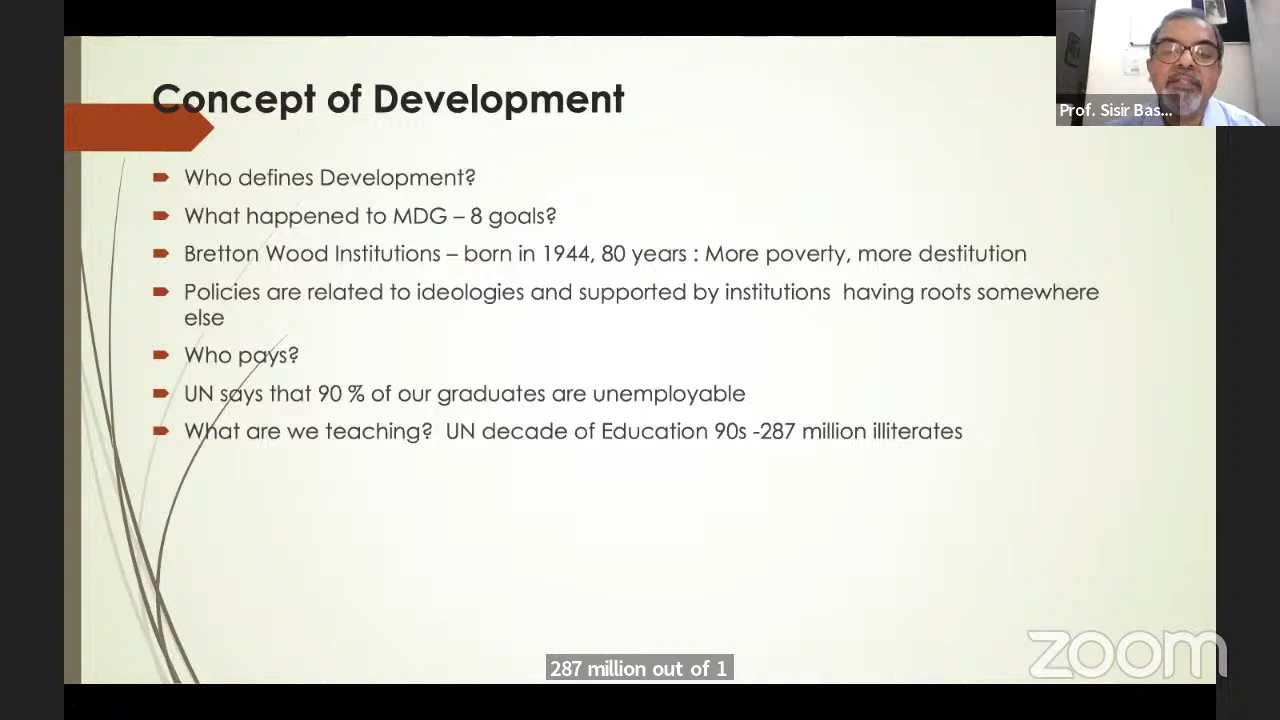 Concept of Development
Who defines Development?
What happened to MDG – 8 goals?
Bretton Wood Institutions – born in 1944, 80 years : More poverty, more destitution
Policies are related to ideologies and supported by institutions having roots somewhere
else
Who pays?
UN says that 90 % of our graduates are unemployable
What are we teaching? UN decade of Education 90s -287 million illiterates
Prof. Sisir Bas...
287 million out of 1
zoom